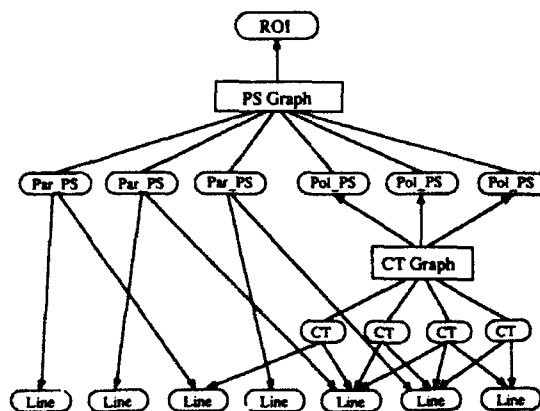 ROI
PS Graph
Par_PS Par_PS Par_PS Pol_PS Pol_PS Pol_PS
CT Graph
CT CT CT CT
Line Line Line Line Line Line Line